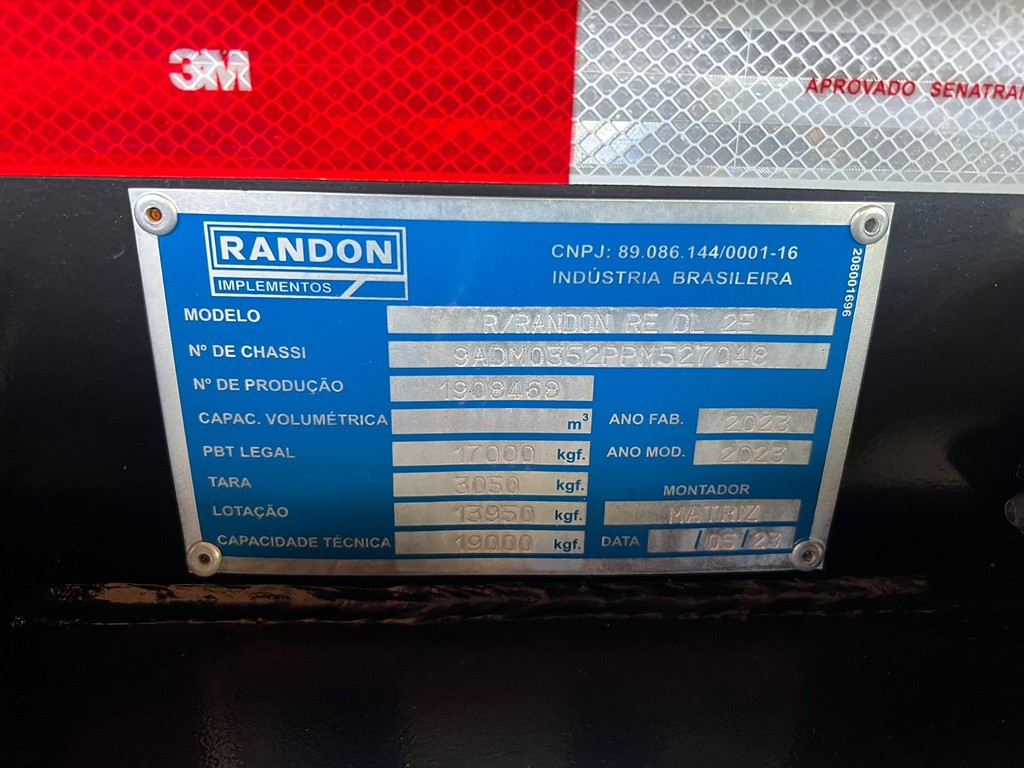 3M
APROVADO SENATRAN
RANDON
IMPLEMENTOS
CNPJ: 89.086.144/0001-16
INDÚSTRIA BRASILEIRA
208001696
MODELO R/RANDON RE DL 2E
Nº DE CHASSI 9ADM0352PPM527048
Nº DE PRODUÇÃO 1908468
CAPAC. VOLUMÉTRICA m³ ANO FAB. 2023
PBT LEGAL 17000 kgf. ANO MOD. 2023
TARA 3050 kgf.
MONTADOR
LOTAÇÃO 13950 kgf. MATRIZ
CAPACIDADE TÉCNICA 19000 kgf. DATA /05/23